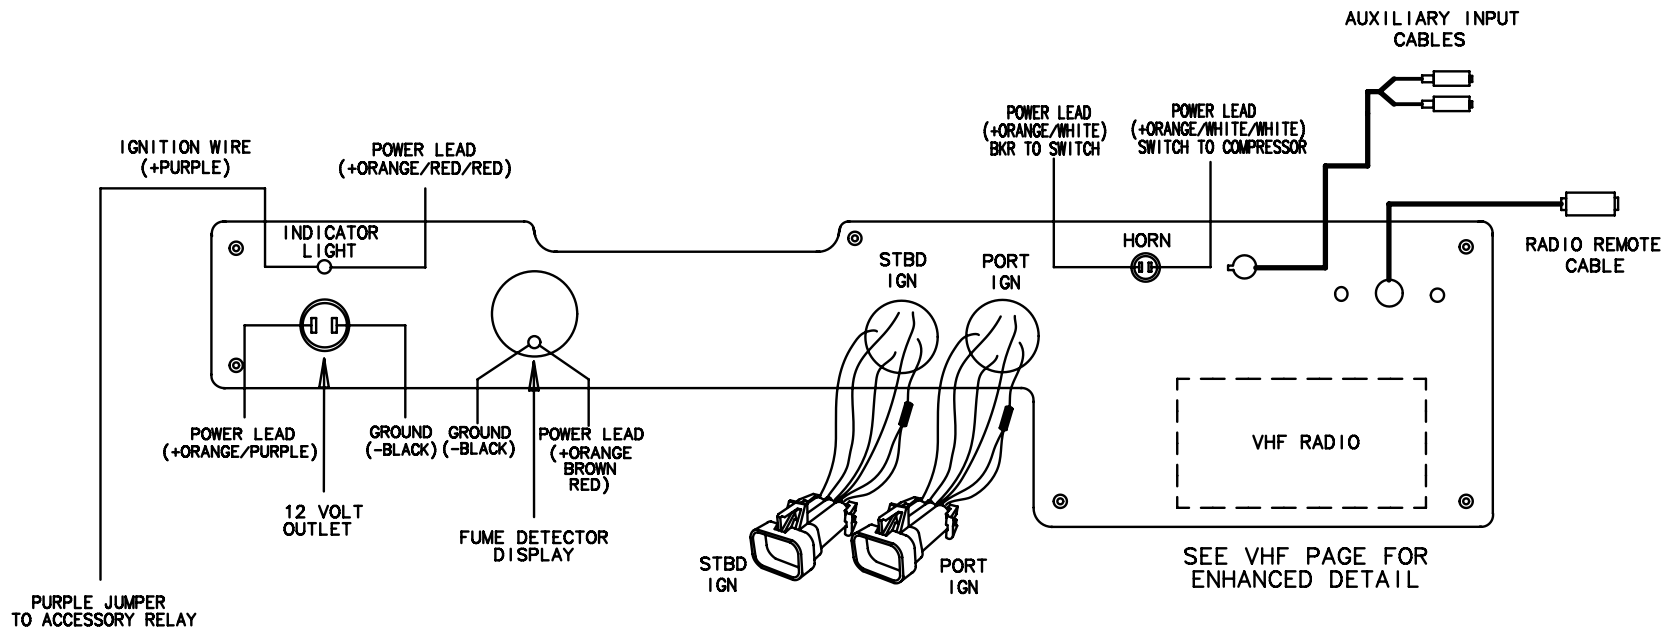 AUXILIARY INPUT
CABLES
POWER LEAD
(+ORANGE/WHITE)
BKR TO SWITCH
POWER LEAD
(+ORANGE/WHITE/WHITE)
SWITCH TO COMPRESSOR
IGNITION WIRE
(+PURPLE)
POWER LEAD
(+ORANGE/RED/RED)
INDICATOR
LIGHT
STBD
IGN
PORT
IGN
HORN
RADIO REMOTE
CABLE
POWER LEAD
(+ORANGE/PURPLE)
GROUND
(-BLACK)
GROUND
(-BLACK)
POWER LEAD
(+ORANGE
BROWN
RED)
VHF RADIO
12 VOLT
OUTLET
FUME DETECTOR
DISPLAY
STBD
IGN
PORT
IGN
SEE VHF PAGE FOR
ENHANCED DETAIL
PURPLE JUMPER
TO ACCESSORY RELAY